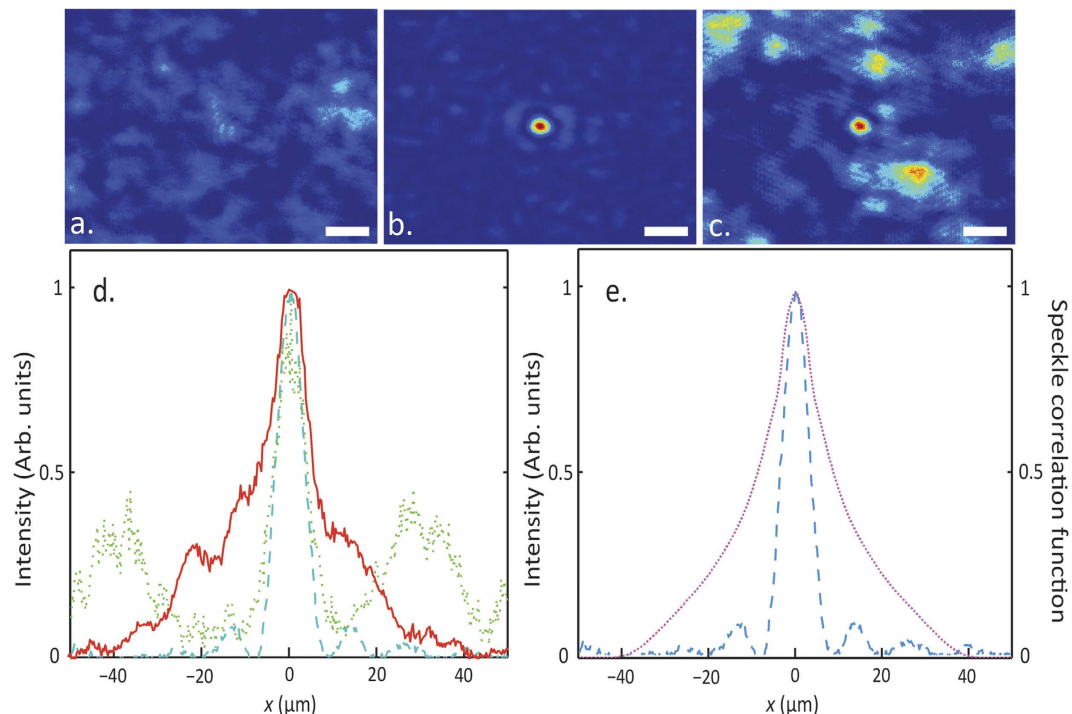 a.
b.
c.
d.
e.
Intensity (Arb. units)
1
0.5
0
−40
−20
0
20
40
x (µm)
Intensity (Arb. units)
1
0.5
0
−40
−20
0
20
40
x (µm)
1
0.5
0
Speckle correlation function